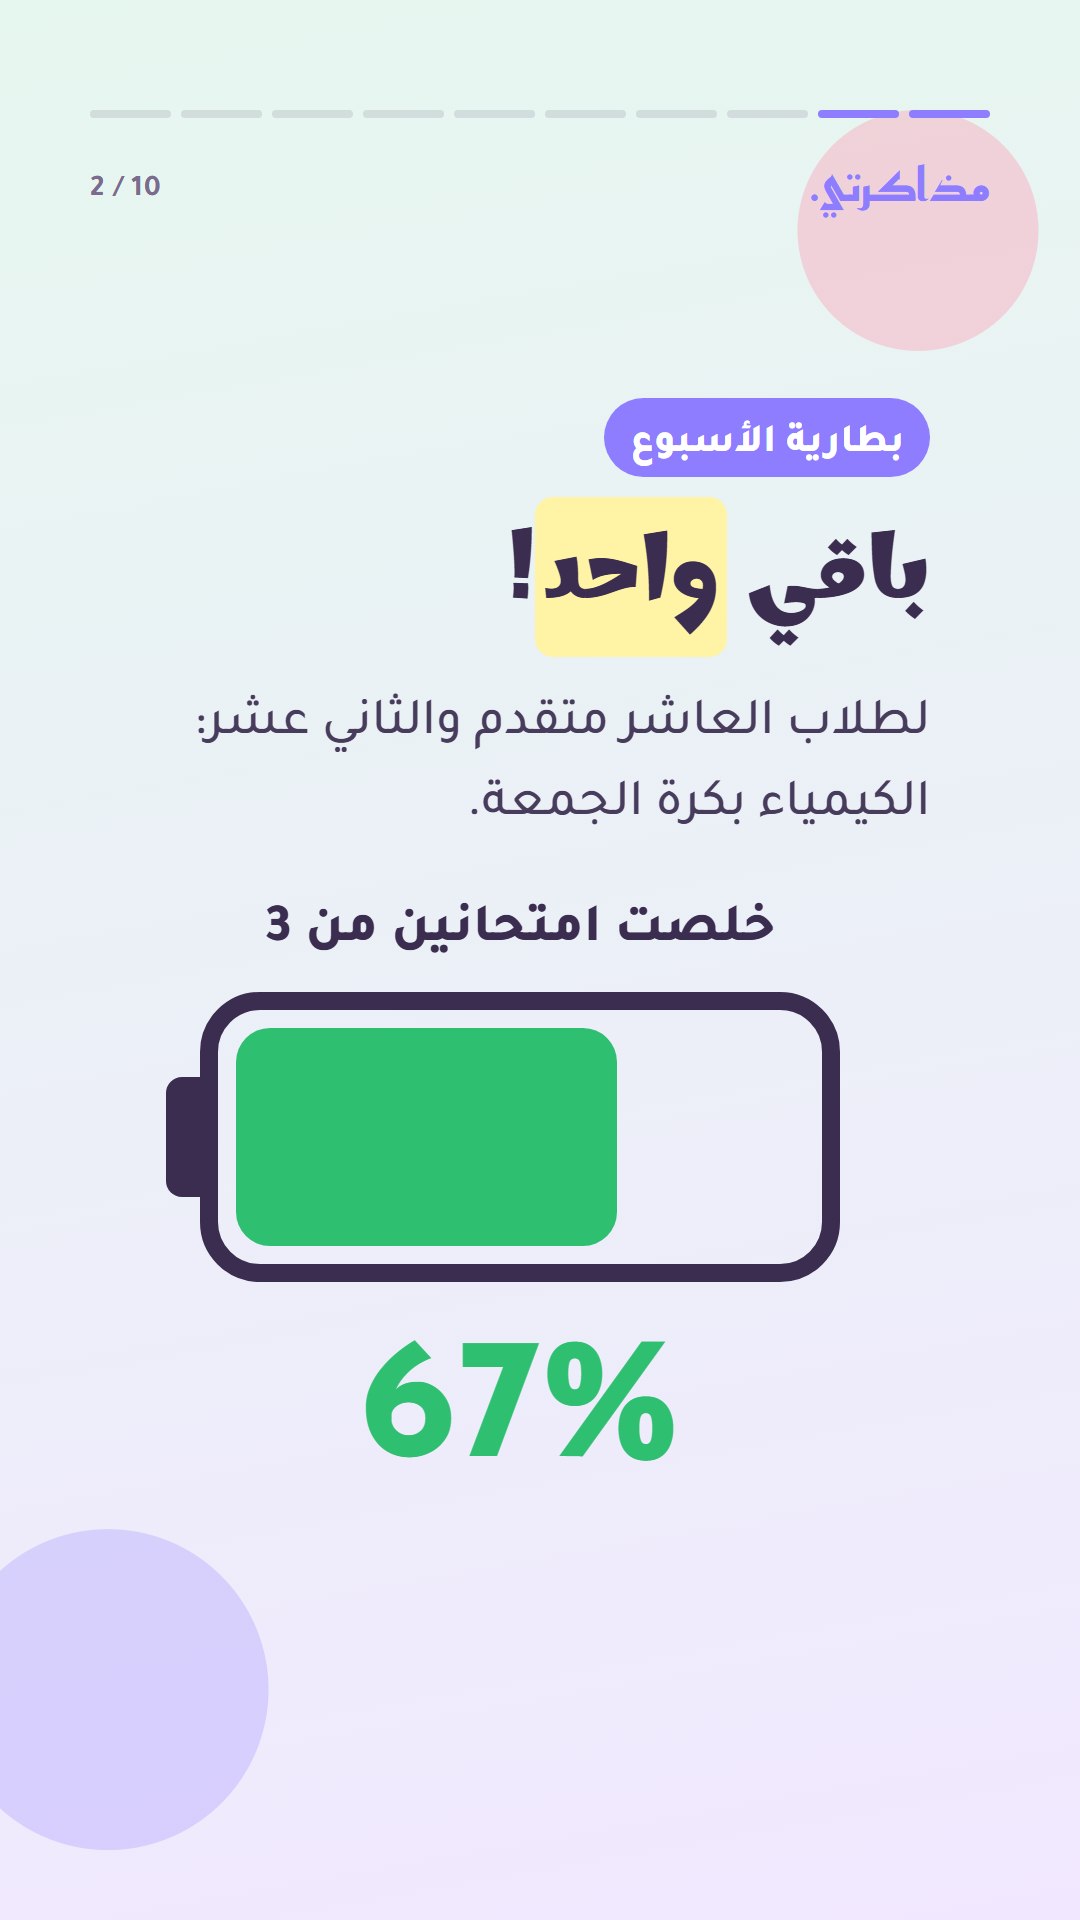 مذاكرتي.
2 / 10
بطارية الأسبوع
باقي واحد!
لطلاب العاشر متقدم والثاني عشر:
الكيمياء بكرة الجمعة.
خلصت امتحانين من 3
67%